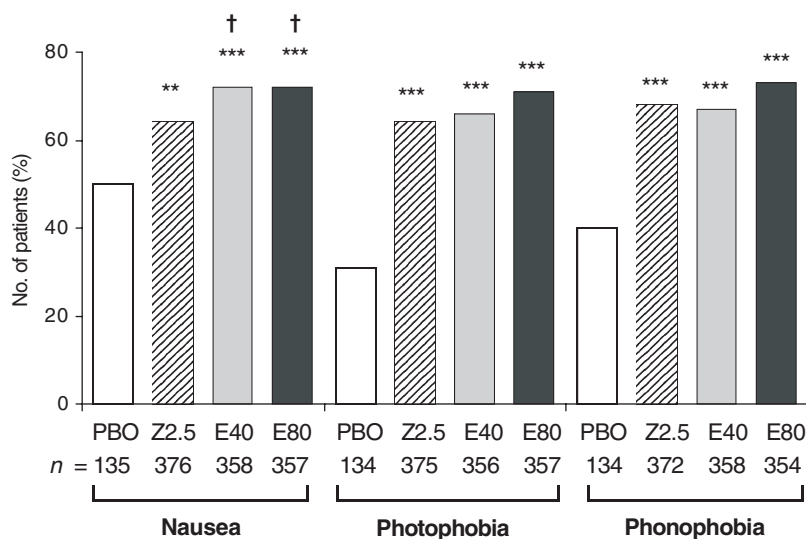 † †
80 ** *** *** *** *** *** *** *** ***
60
40
20
0
No. of patients (%)
PBO Z2.5 E40 E80 PBO Z2.5 E40 E80 PBO Z2.5 E40 E80
n = 135 376 358 357 134 375 356 357 134 372 358 354
Nausea Photophobia Phonophobia